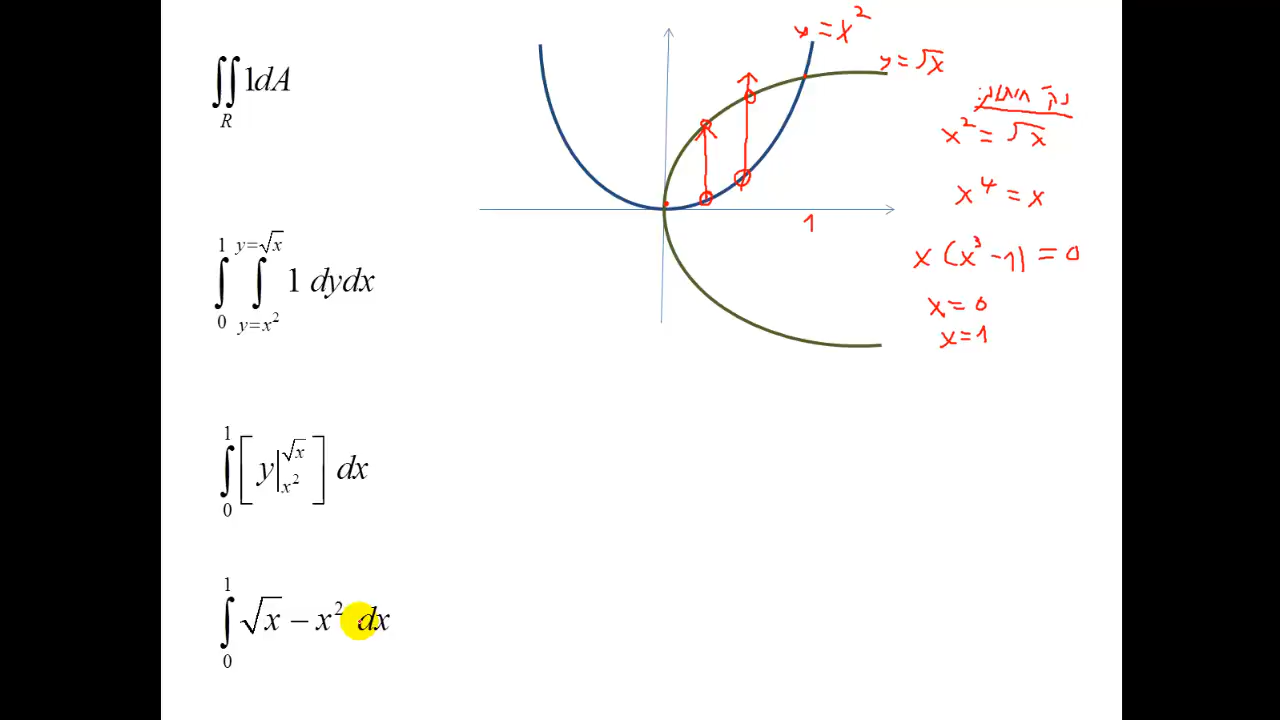 ∬_R 1dA
∫_0^1 ∫_{y=x²}^{y=√x} 1 dydx
∫_0^1 [ y|_{x²}^{√x} ] dx
∫_0^1 √x − x² dx
y = x²
y = √x
1
x² = √x
x⁴ = x
x (x³ -1) = 0
x = 0
x = 1